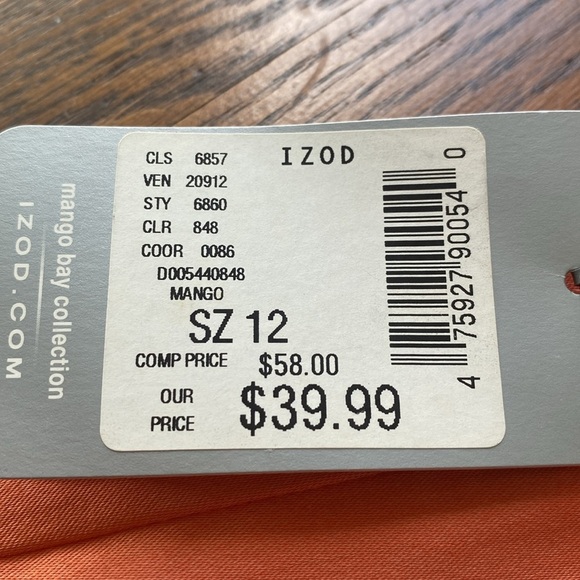 mango bay collection
IZOD.COM
IZOD
CLS 6857
VEN 20912
STY 6860
CLR 848
COOR 0086
D005440848
MANGO
SZ 12
COMP PRICE $58.00
OUR PRICE $39.99
4 75927 90054 0